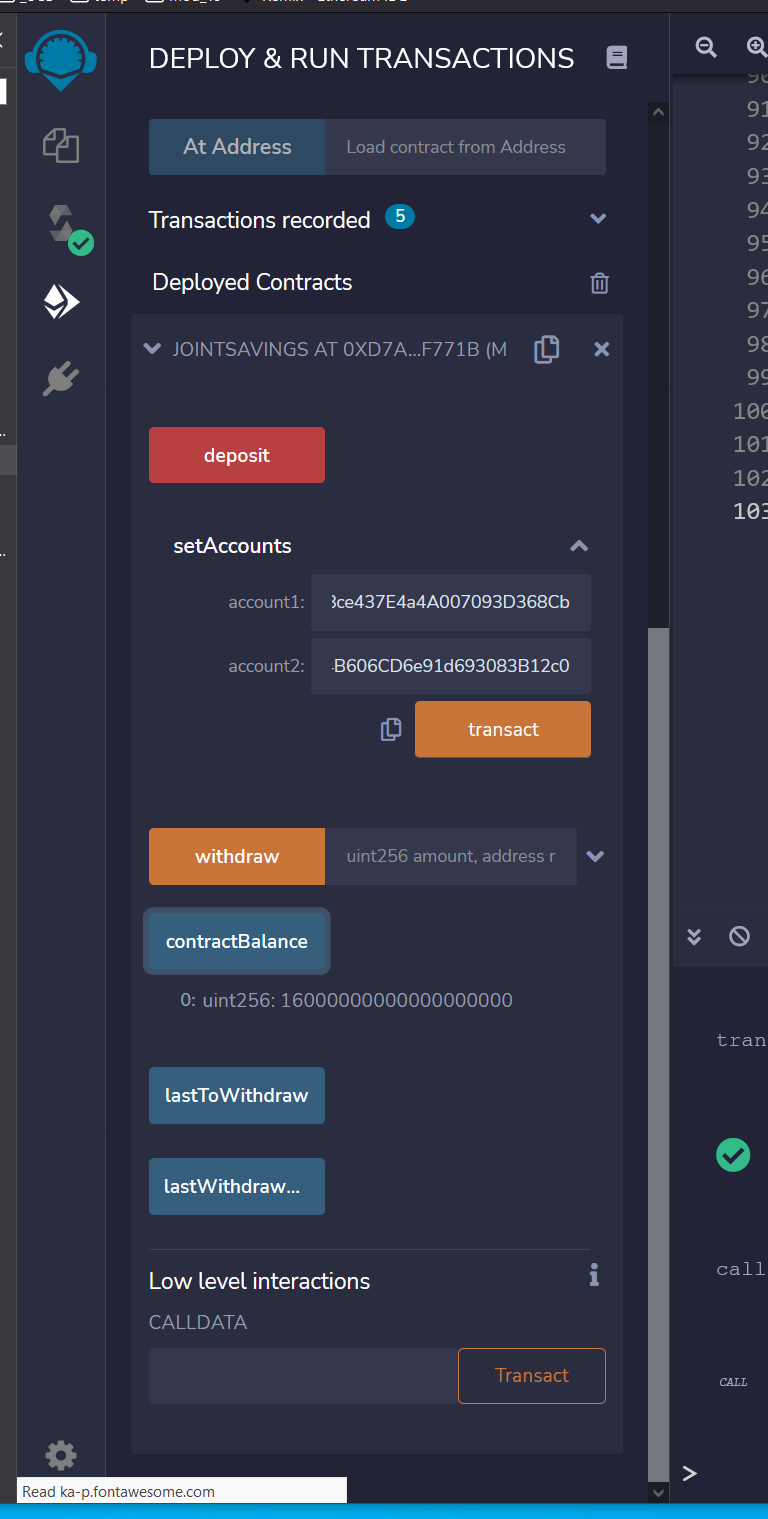 DEPLOY & RUN TRANSACTIONS
At Address
Load contract from Address
Transactions recorded 5
Deployed Contracts
JOINTSAVINGS AT 0XD7A...F771B (M
deposit
setAccounts
account1: 3ce437E4a4A007093D368Cb
account2: B606CD6e91d693083B12c0
transact
withdraw
uint256 amount, address r
contractBalance
0: uint256: 16000000000000000000
lastToWithdraw
lastWithdraw...
Low level interactions
CALLDATA
Transact
Read ka-p.fontawesome.com
91
92
93
94
95
96
97
98
99
100
101
102
103
tran
call
CALL
>